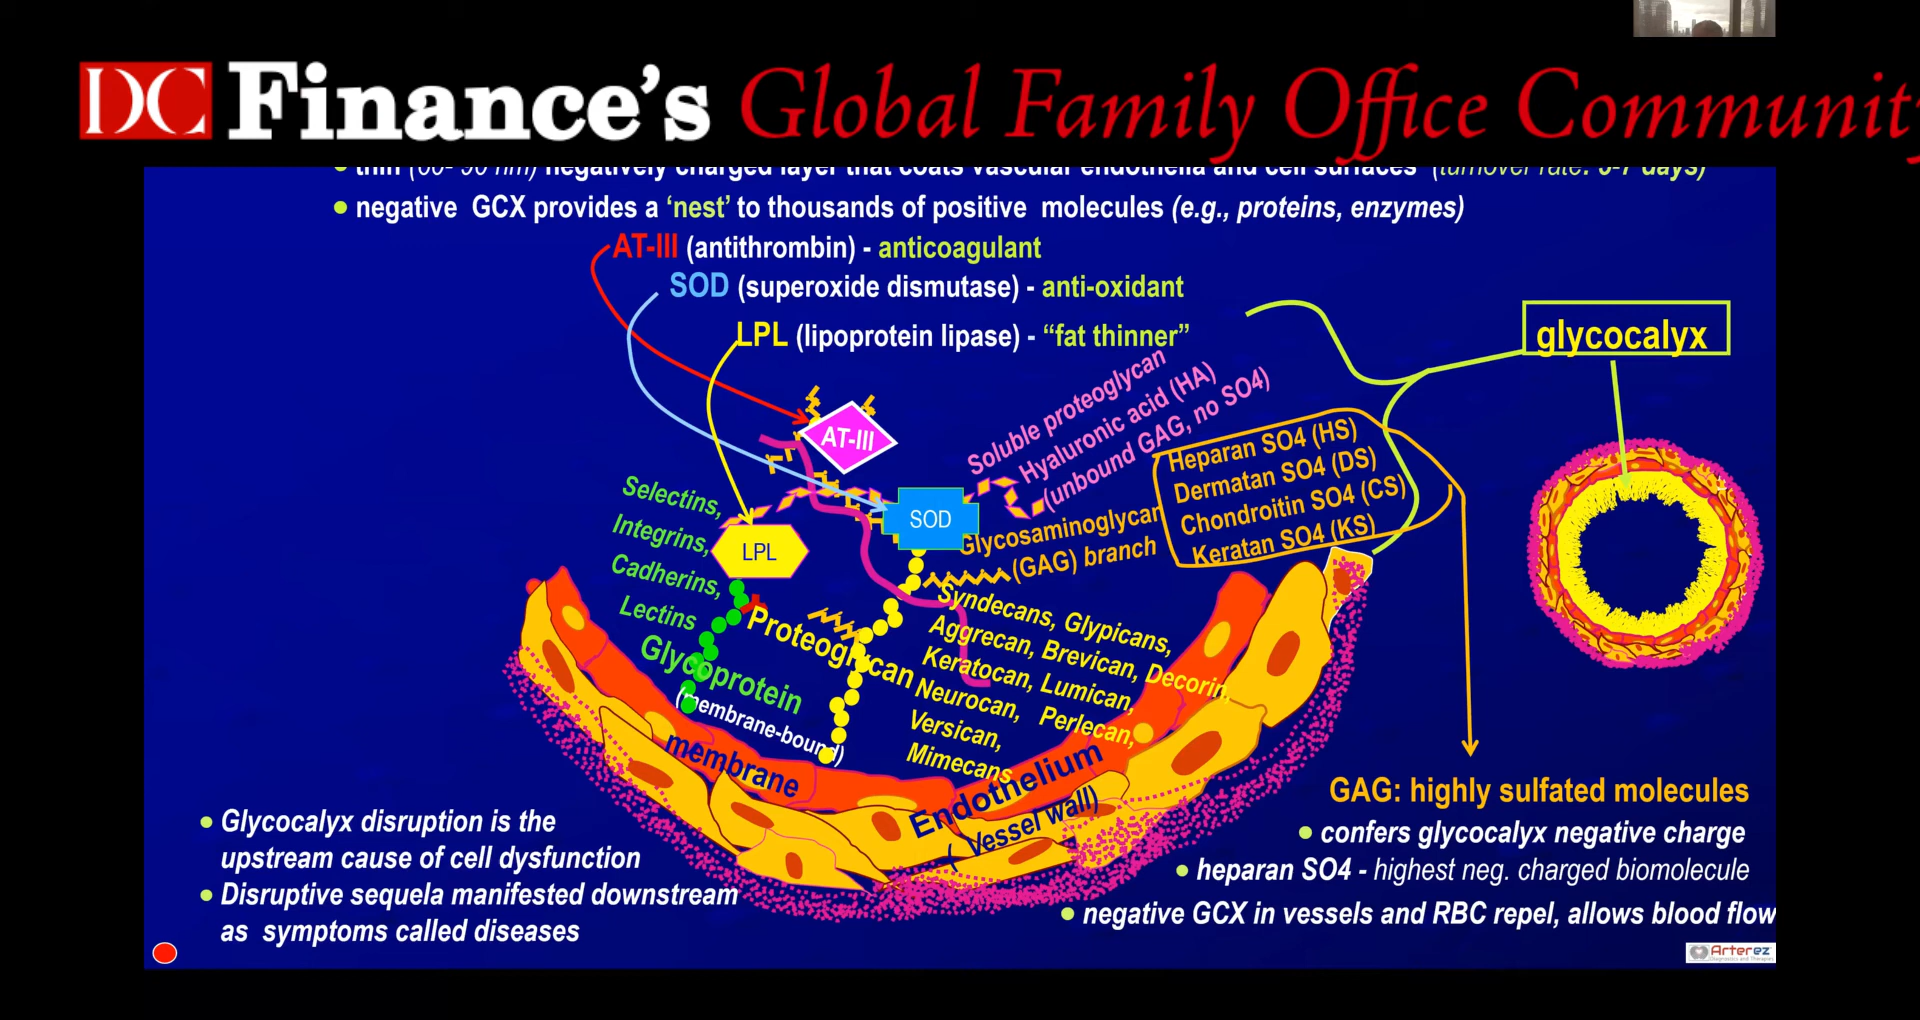 DC Finance's Global Family Office Community
• thin (60- 90 nm) negatively charged layer that coats vascular endothelia and cell surfaces (turnover rate: 5-7 days)
• negative GCX provides a 'nest' to thousands of positive molecules (e.g., proteins, enzymes)
AT-III (antithrombin) - anticoagulant
SOD (superoxide dismutase) - anti-oxidant
LPL (lipoprotein lipase) - “fat thinner”
glycocalyx
AT-III
SOD
LPL
Soluble proteoglycan
Hyaluronic acid (HA)
(unbound GAG, no SO4)
Heparan SO4 (HS)
Dermatan SO4 (DS)
Chondroitin SO4 (CS)
Keratan SO4 (KS)
Glycosaminoglycan
(GAG) branch
Selectins,
Integrins,
Cadherins,
Lectins
Glycoprotein
(membrane-bound)
Proteoglycan
Syndecans, Glypicans,
Aggrecan, Brevican, Decorin,
Keratocan, Lumican,
Neurocan, Perlecan,
Versican,
Mimecans
membrane
Endothelium
( Vessel wall)
• Glycocalyx disruption is the
upstream cause of cell dysfunction
• Disruptive sequela manifested downstream
as symptoms called diseases
GAG: highly sulfated molecules
• confers glycocalyx negative charge
• heparan SO4 - highest neg. charged biomolecule
• negative GCX in vessels and RBC repel, allows blood flow
Arterez
Diagnostics and Therapies